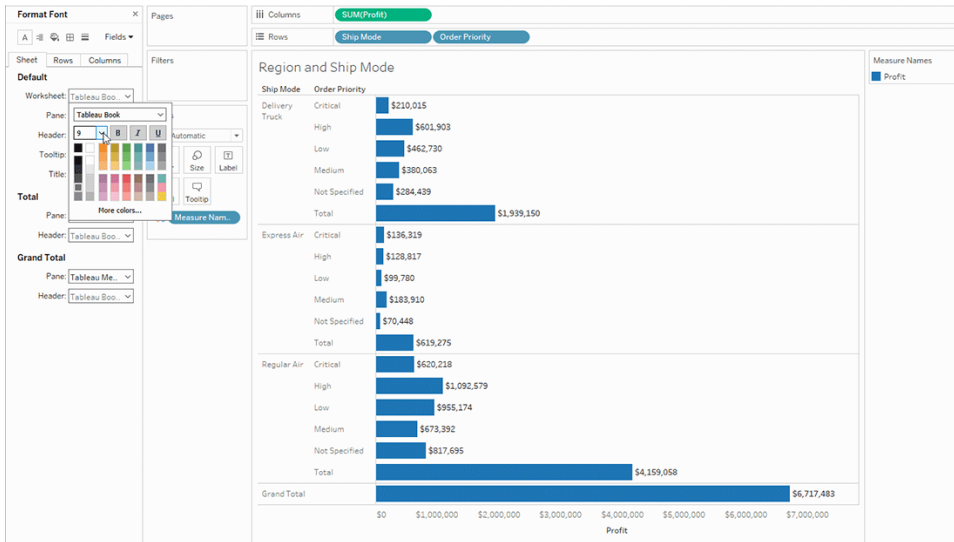 Format Font ×
A Fields ▾
Sheet Rows Columns
Default
Worksheet: Tableau Boo..
Pane: Tableau Book
Header: 9 B I U
Tooltip:
Title:
More colors...
Total
Pane:
Header: Tableau Boo..
Grand Total
Pane: Tableau Me..
Header: Tableau Boo..
Pages
Filters
Automatic
Size Label
Tooltip
Measure Nam..
iii Columns SUM(Profit)
Rows Ship Mode Order Priority
Region and Ship Mode
Ship Mode Order Priority
Delivery Truck
Critical $210,015
High $601,903
Low $462,730
Medium $380,063
Not Specified $284,439
Total $1,939,150
Express Air Critical $136,319
High $128,817
Low $99,780
Medium $183,910
Not Specified $70,448
Total $619,275
Regular Air Critical $620,218
High $1,092,579
Low $955,174
Medium $673,392
Not Specified $817,695
Total $4,159,058
Grand Total $6,717,483
$0 $1,000,000 $2,000,000 $3,000,000 $4,000,000 $5,000,000 $6,000,000 $7,000,000
Profit
Measure Names
Profit